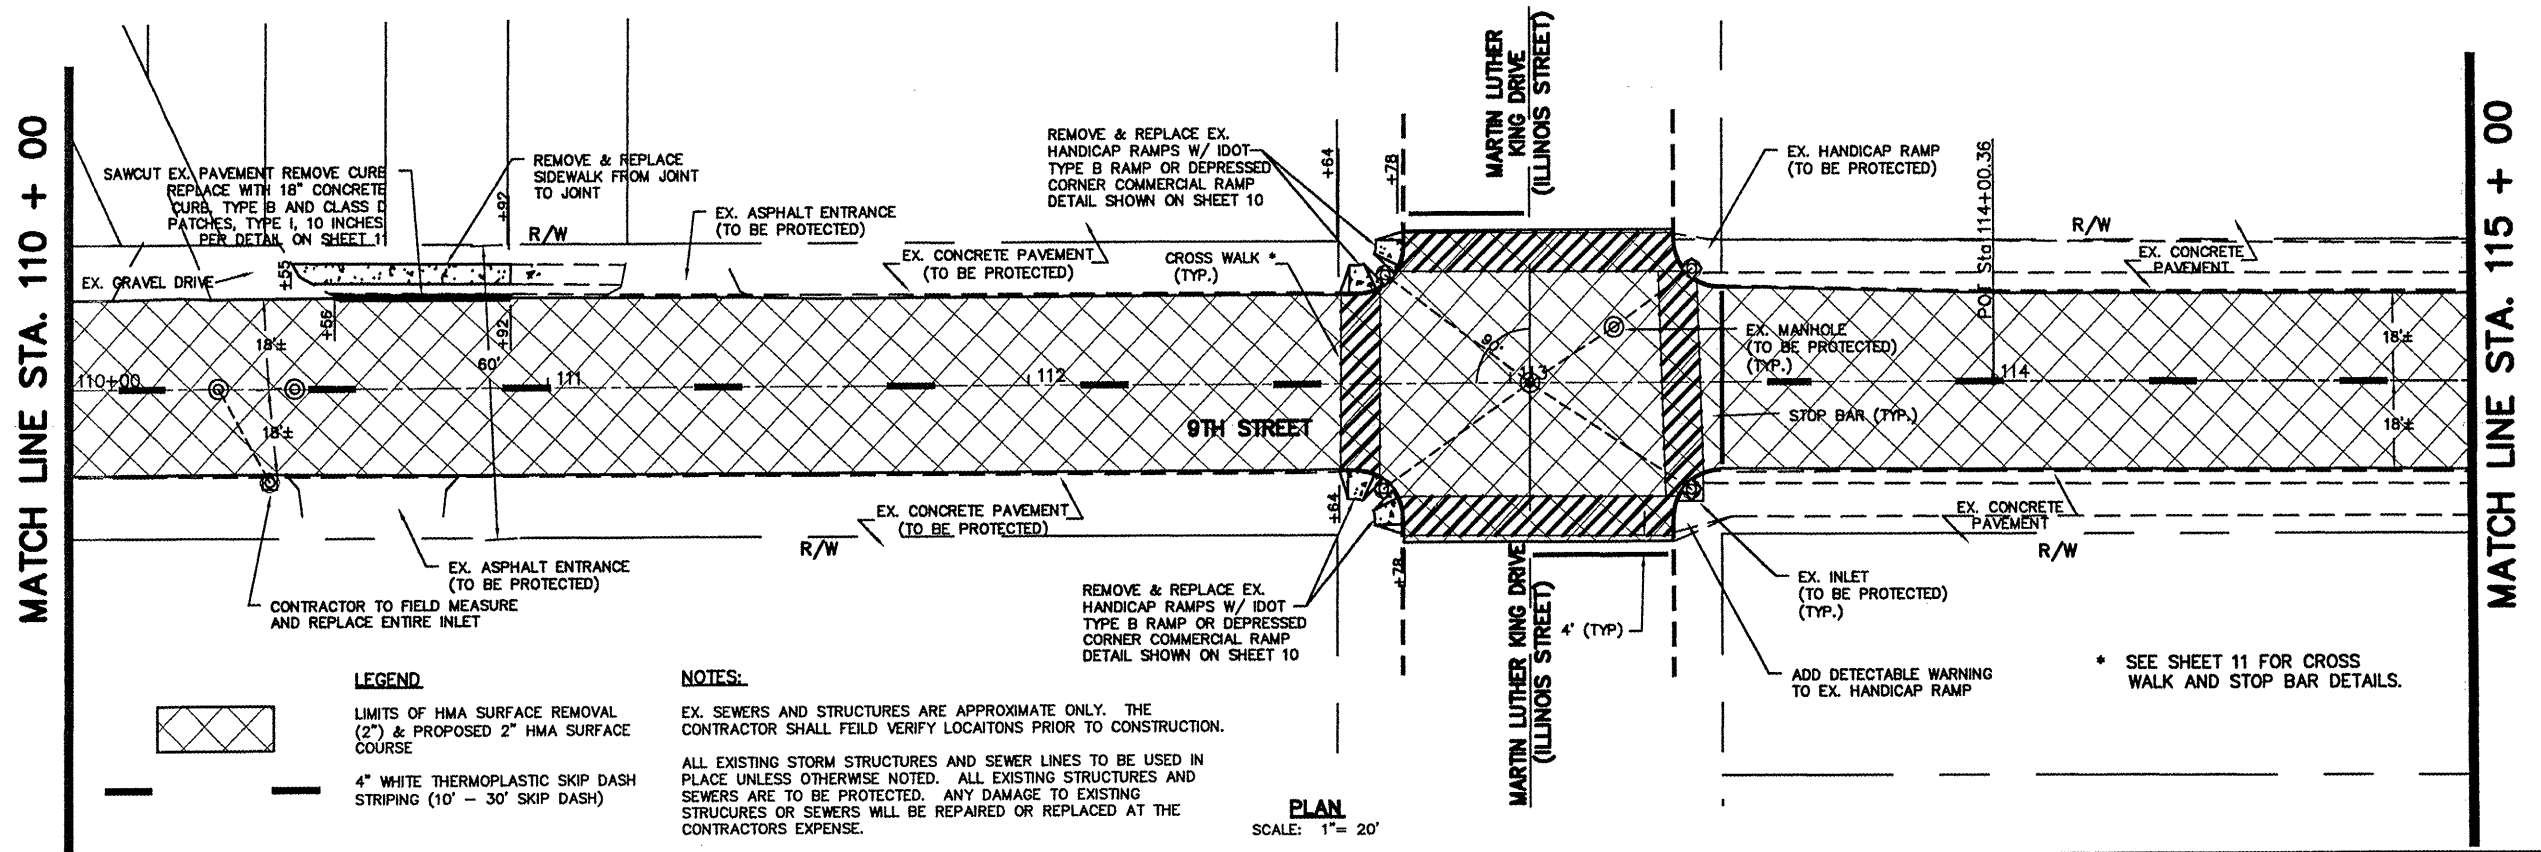 MATCH LINE STA. 110 + 00
SAWCUT EX. PAVEMENT REMOVE CURB
REPLACE WITH 18" CONCRETE
CURB, TYPE B AND CLASS D
PATCHES, TYPE I, 10 INCHES
PER DETAIL ON SHEET 11
EX. GRAVEL DRIVE
+55
+56
+92
+92
REMOVE & REPLACE
SIDEWALK FROM JOINT
TO JOINT
R/W
EX. ASPHALT ENTRANCE
(TO BE PROTECTED)
EX. CONCRETE PAVEMENT
(TO BE PROTECTED)
REMOVE & REPLACE EX.
HANDICAP RAMPS W/ IDOT
TYPE B RAMP OR DEPRESSED
CORNER COMMERCIAL RAMP
DETAIL SHOWN ON SHEET 10
CROSS WALK *
(TYP.)
+64
+78
MARTIN LUTHER
KING DRIVE
(ILLINOIS STREET)
EX. HANDICAP RAMP
(TO BE PROTECTED)
POT Sta 114+00.36
R/W
EX. CONCRETE
PAVEMENT
MATCH LINE STA. 115 + 00
18'±
18'±
60'
110+00
111
112
113
114
90°
9TH STREET
EX. MANHOLE
(TO BE PROTECTED)
(TYP.)
STOP BAR (TYP.)
18'±
18'±
EX. ASPHALT ENTRANCE
(TO BE PROTECTED)
CONTRACTOR TO FIELD MEASURE
AND REPLACE ENTIRE INLET
R/W
EX. CONCRETE PAVEMENT
(TO BE PROTECTED)
+64
+78
REMOVE & REPLACE EX.
HANDICAP RAMPS W/ IDOT
TYPE B RAMP OR DEPRESSED
CORNER COMMERCIAL RAMP
DETAIL SHOWN ON SHEET 10
MARTIN LUTHER KING DRIVE
(ILLINOIS STREET)
4' (TYP)
EX. CONCRETE
PAVEMENT
R/W
EX. INLET
(TO BE PROTECTED)
(TYP.)
ADD DETECTABLE WARNING
TO EX. HANDICAP RAMP
* SEE SHEET 11 FOR CROSS
WALK AND STOP BAR DETAILS.
LEGEND
LIMITS OF HMA SURFACE REMOVAL
(2") & PROPOSED 2" HMA SURFACE
COURSE
4" WHITE THERMOPLASTIC SKIP DASH
STRIPING (10' - 30' SKIP DASH)
NOTES:
EX. SEWERS AND STRUCTURES ARE APPROXIMATE ONLY. THE
CONTRACTOR SHALL FEILD VERIFY LOCAITONS PRIOR TO CONSTRUCTION.
ALL EXISTING STORM STRUCTURES AND SEWER LINES TO BE USED IN
PLACE UNLESS OTHERWISE NOTED. ALL EXISTING STRUCTURES AND
SEWERS ARE TO BE PROTECTED. ANY DAMAGE TO EXISTING
STRUCURES OR SEWERS WILL BE REPAIRED OR REPLACED AT THE
CONTRACTORS EXPENSE.
PLAN
SCALE: 1"= 20'